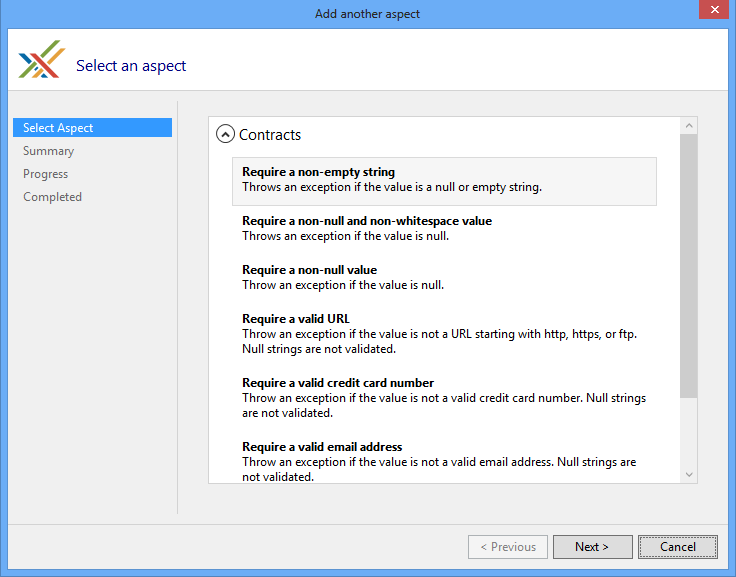 Add another aspect
Select an aspect
Select Aspect
Summary
Progress
Completed
Contracts
Require a non-empty string
Throws an exception if the value is a null or empty string.
Require a non-null and non-whitespace value
Throws an exception if the value is null.
Require a non-null value
Throw an exception if the value is null.
Require a valid URL
Throw an exception if the value is not a URL starting with http, https, or ftp.
Null strings are not validated.
Require a valid credit card number
Throw an exception if the value is not a valid credit card number. Null strings
are not validated.
Require a valid email address
Throw an exception if the value is not a valid email address. Null strings are
not validated.
< Previous
Next >
Cancel